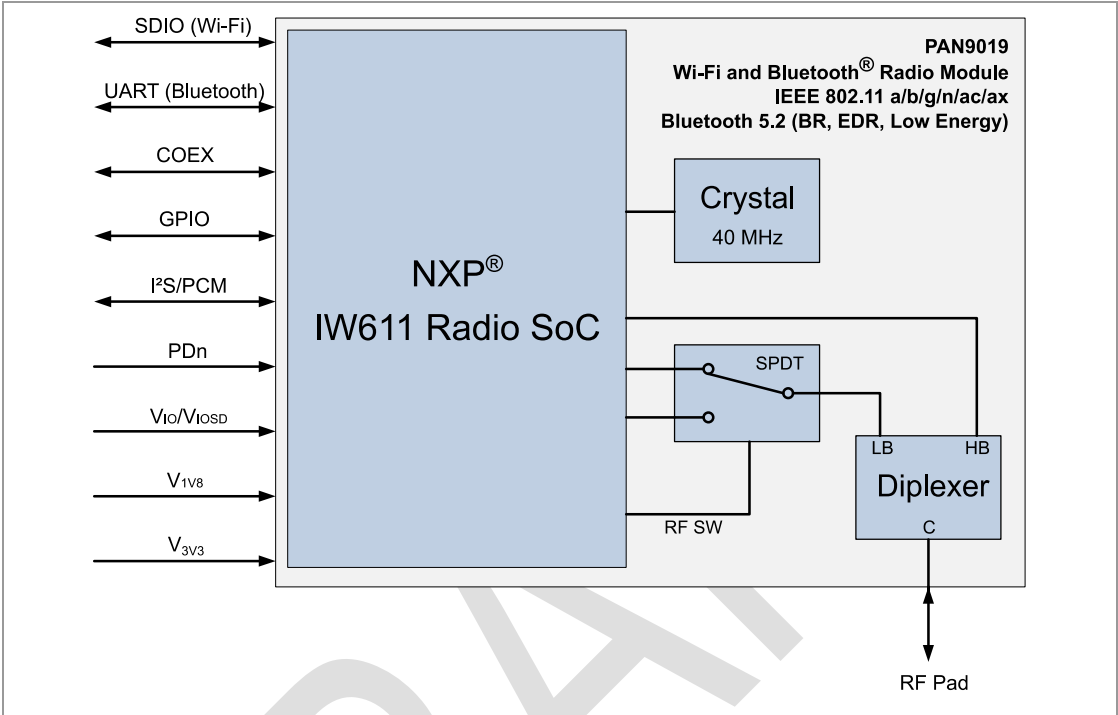 SDIO (Wi-Fi)
UART (Bluetooth)
COEX
GPIO
I²S/PCM
PDn
VIO/VIOSD
V1V8
V3V3
NXP®
IW611 Radio SoC
PAN9019
Wi-Fi and Bluetooth® Radio Module
IEEE 802.11 a/b/g/n/ac/ax
Bluetooth 5.2 (BR, EDR, Low Energy)
Crystal
40 MHz
SPDT
RF SW
LB HB
Diplexer
C
RF Pad